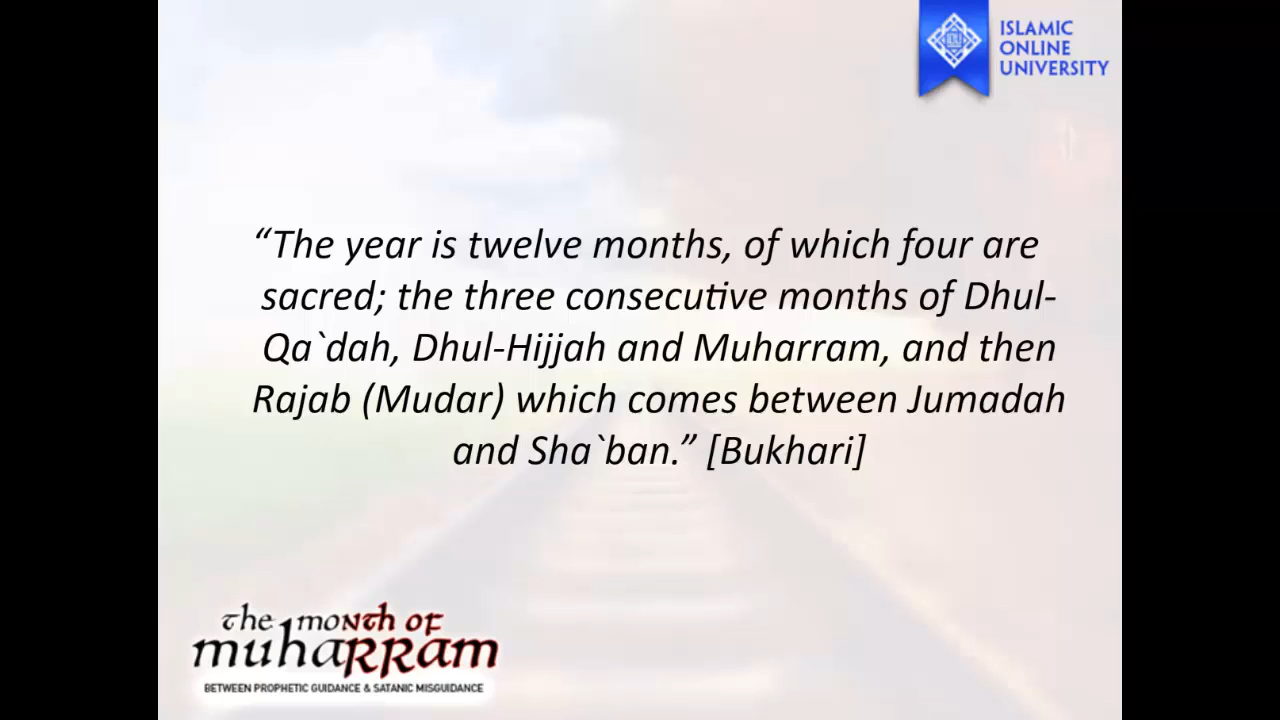 ISLAMIC
ONLINE
UNIVERSITY
“The year is twelve months, of which four are
sacred; the three consecutive months of Dhul-
Qa`dah, Dhul-Hijjah and Muharram, and then
Rajab (Mudar) which comes between Jumadah
and Sha`ban.” [Bukhari]
the month of
muharram
BETWEEN PROPHETIC GUIDANCE & SATANIC MISGUIDANCE